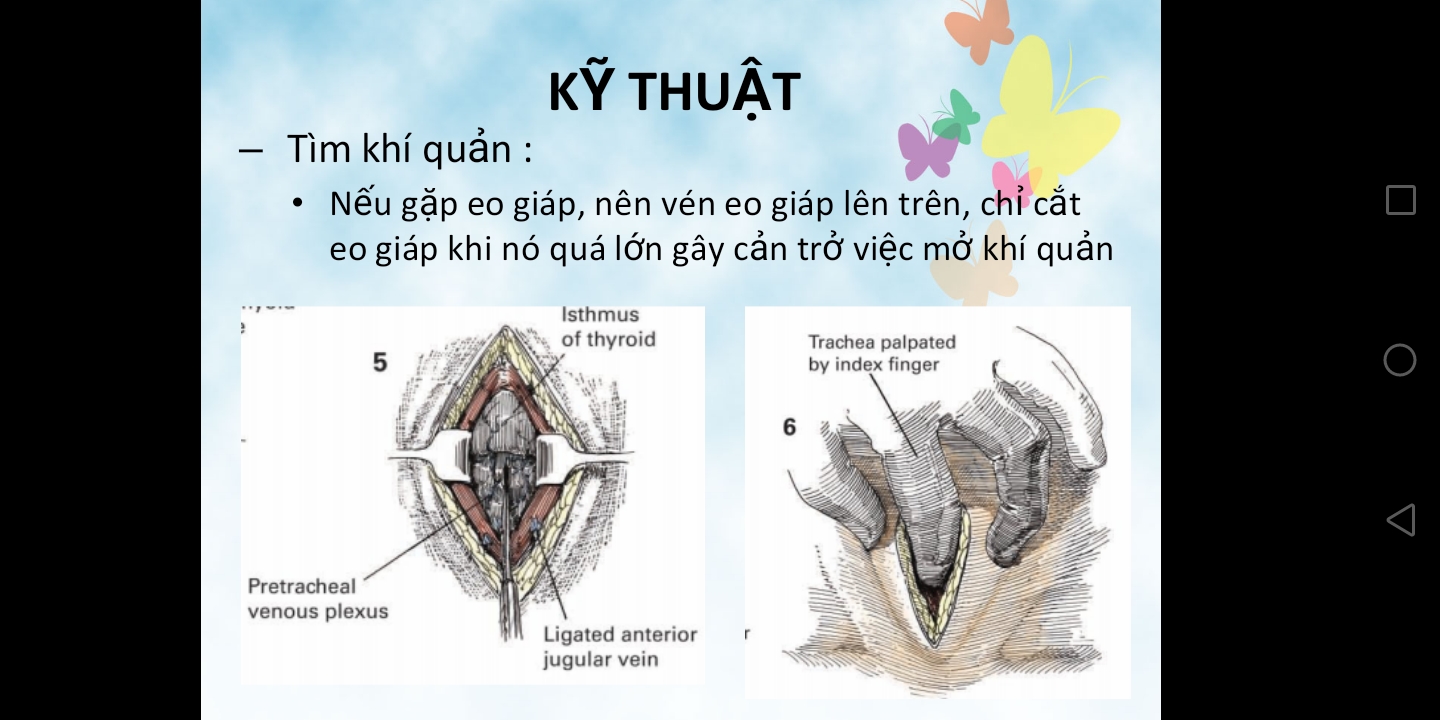 KỸ THUẬT
– Tìm khí quản :
• Nếu gặp eo giáp, nên vén eo giáp lên trên, chỉ cắt
eo giáp khi nó quá lớn gây cản trở việc mở khí quản
Isthmus
of thyroid
5
Pretracheal
venous plexus
Ligated anterior
jugular vein
Trachea palpated
by index finger
6
r